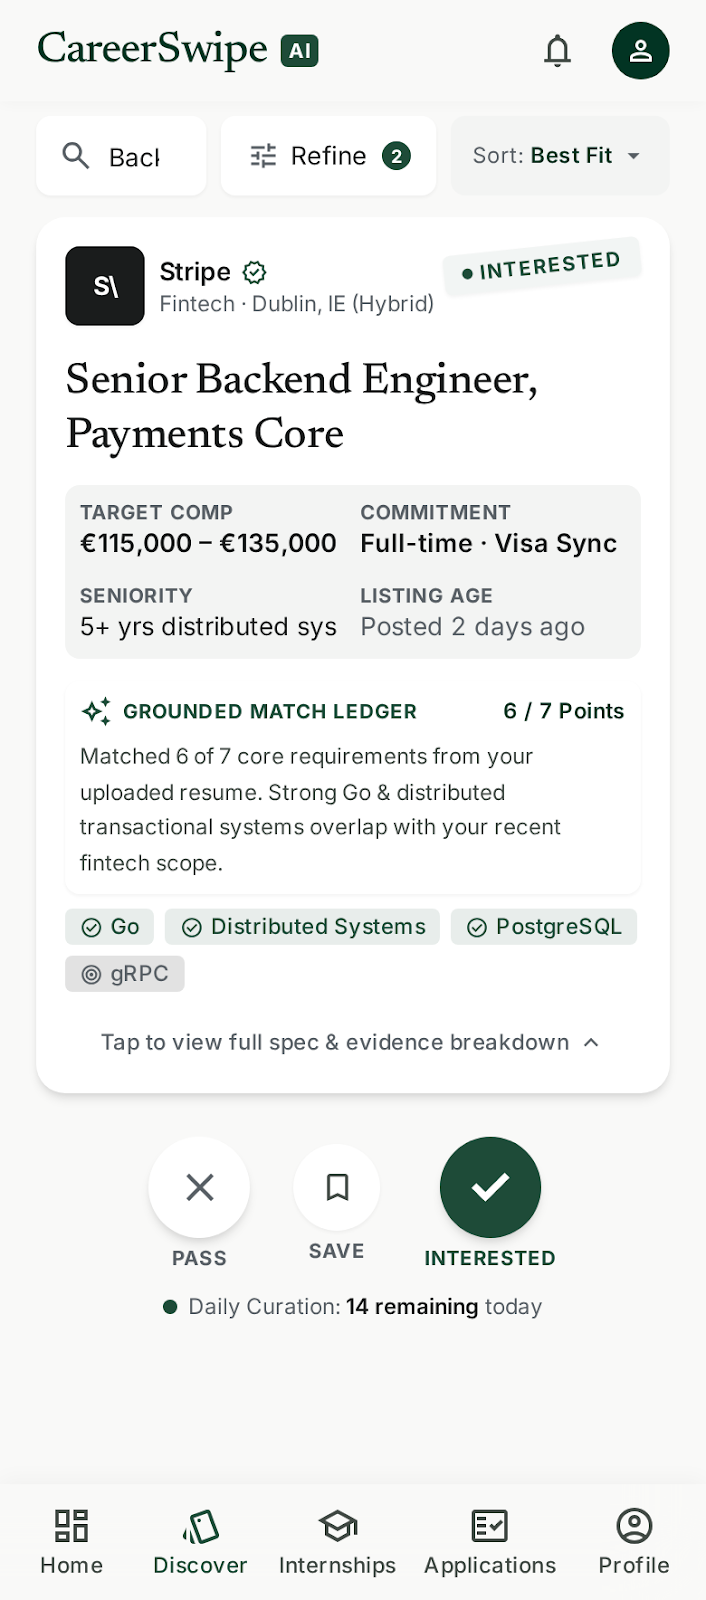 CareerSwipe AI
Back
Refine 2
Sort: Best Fit
S\
Stripe
Fintech · Dublin, IE (Hybrid)
INTERESTED
Senior Backend Engineer,
Payments Core
TARGET COMP
€115,000 – €135,000
COMMITMENT
Full-time · Visa Sync
SENIORITY
5+ yrs distributed sys
LISTING AGE
Posted 2 days ago
GROUNDED MATCH LEDGER
6 / 7 Points
Matched 6 of 7 core requirements from your
uploaded resume. Strong Go & distributed
transactional systems overlap with your recent
fintech scope.
Go
Distributed Systems
PostgreSQL
gRPC
Tap to view full spec & evidence breakdown
PASS
SAVE
INTERESTED
Daily Curation: 14 remaining today
Home
Discover
Internships
Applications
Profile